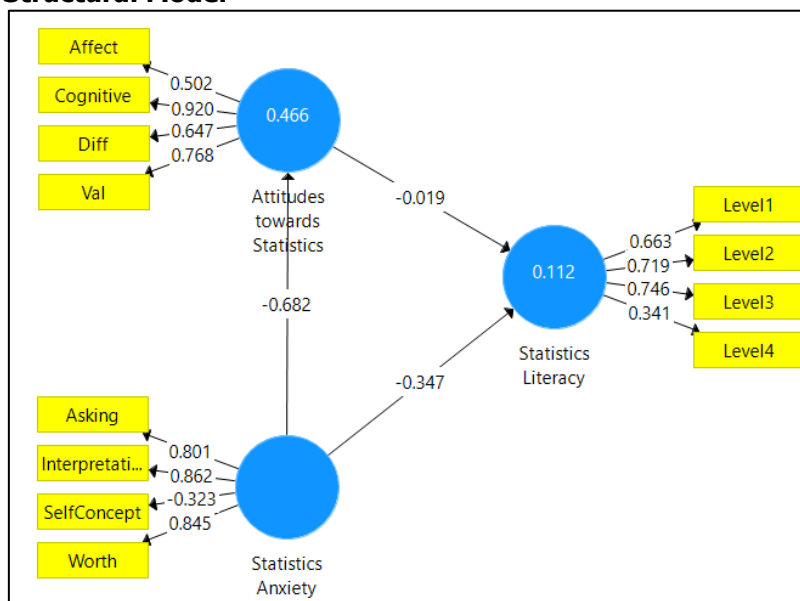 Structural Model
Affect
Cognitive
Diff
Val
0.502
0.920
0.647
0.768
0.466
Attitudes
towards
Statistics
-0.019
-0.682
-0.347
0.112
Statistics
Literacy
0.663
0.719
0.746
0.341
Level1
Level2
Level3
Level4
Asking
Interpretati...
SelfConcept
Worth
0.801
0.862
-0.323
0.845
Statistics
Anxiety